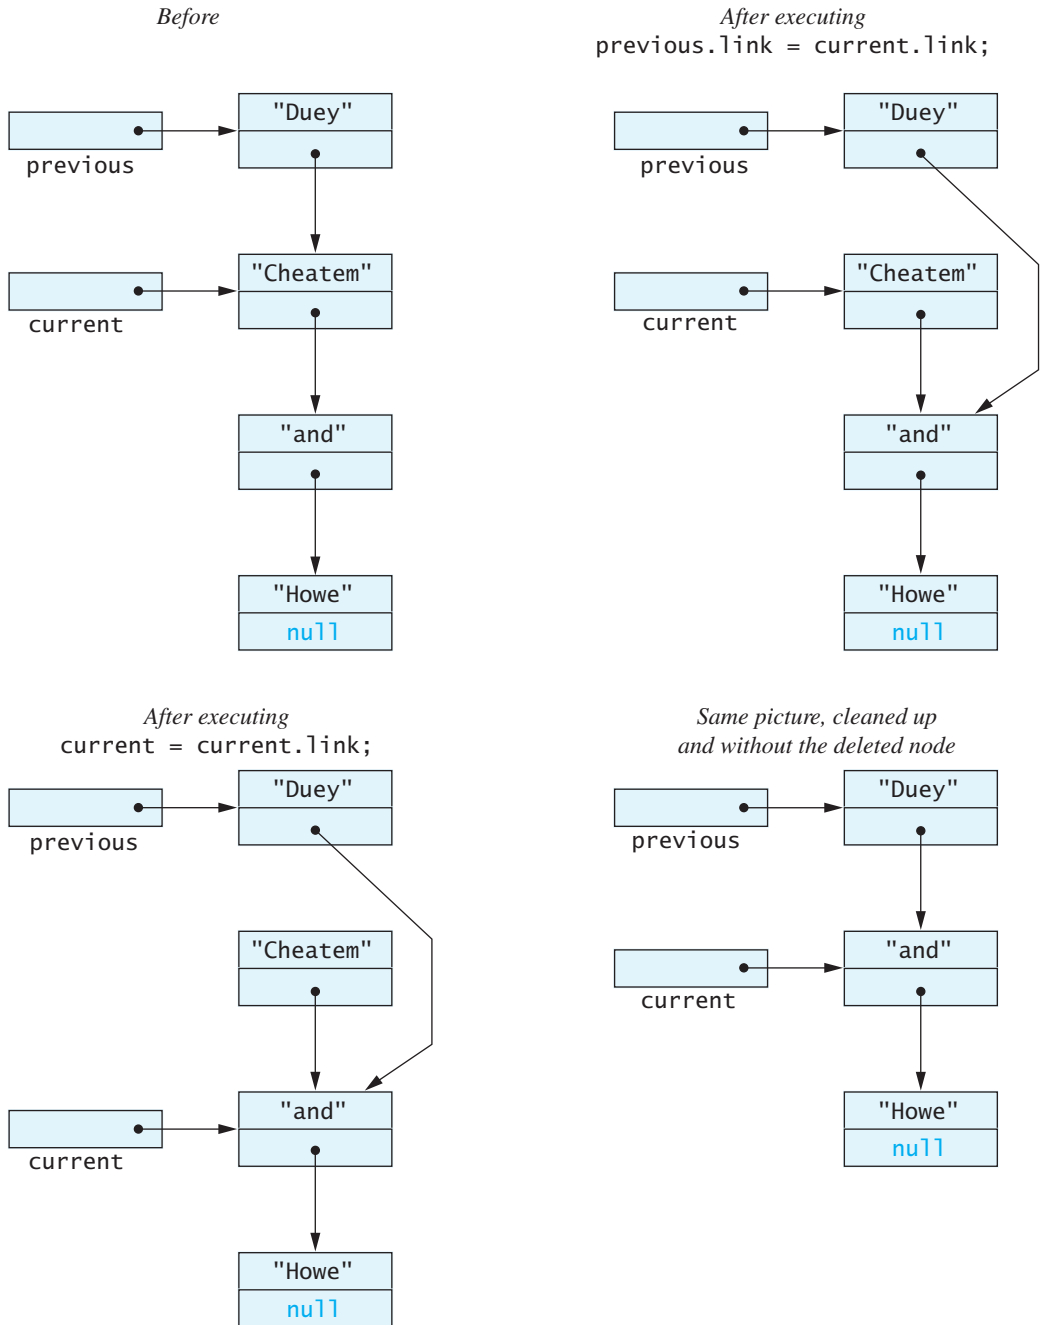 Before
"Duey"
previous
"Cheatem"
current
"and"
"Howe"
null
After executing
previous.link = current.link;
"Duey"
previous
"Cheatem"
current
"and"
"Howe"
null
After executing
current = current.link;
"Duey"
previous
"Cheatem"
"and"
current
"Howe"
null
Same picture, cleaned up
and without the deleted node
"Duey"
previous
"and"
current
"Howe"
null